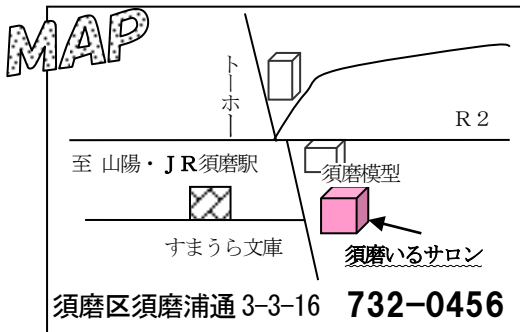 MAP
トーホー
R2
至 山陽・JR須磨駅
須磨模型
すまうら文庫
須磨いるサロン
須磨区須磨浦通3-3-16 732-0456